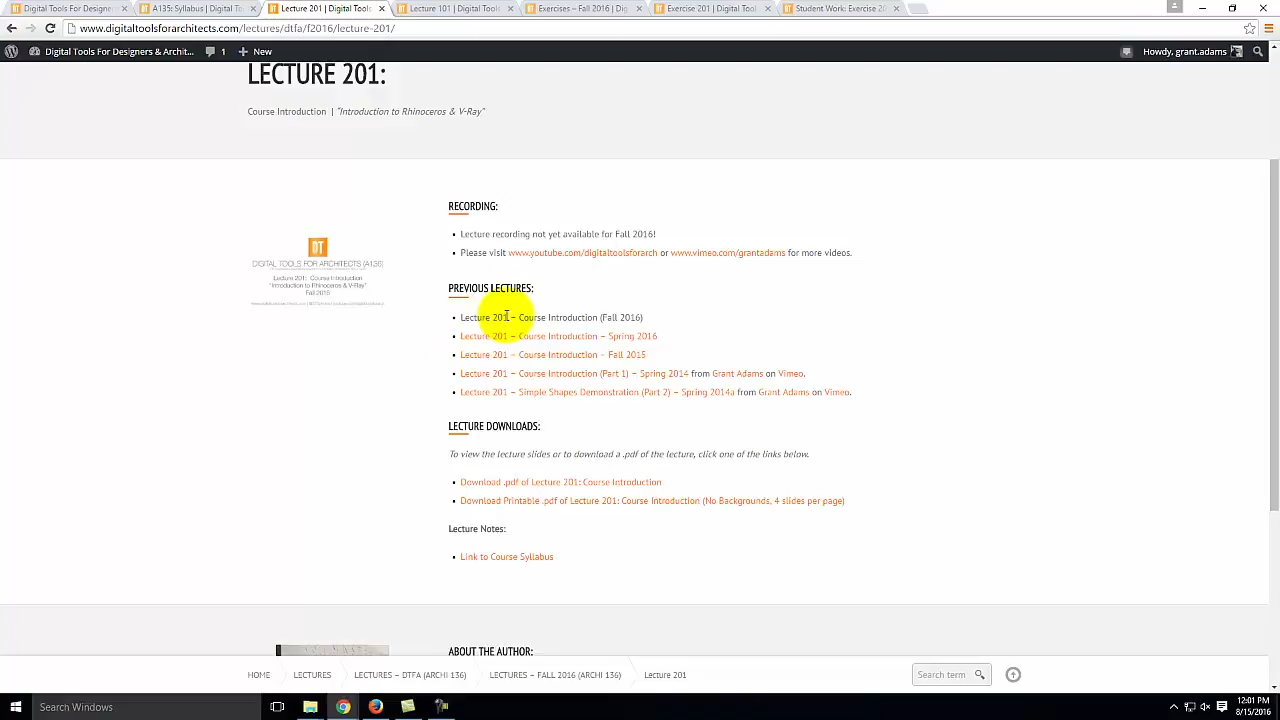 Digital Tools For Designer
A135: Syllabus | Digital To
Lecture 201 | Digital Tools
Lecture 101 | Digital Tools
Exercises – Fall 2016 | Dig
Exercise 201 | Digital Tool
Student Work: Exercise 20
www.digitaltoolsforarchitects.com/lectures/dtfa/f2016/lecture-201/
Digital Tools For Designers & Archit... 1 + New
Howdy, grant.adams
LECTURE 201:
Course Introduction | "Introduction to Rhinoceros & V-Ray"
DT
DIGITAL TOOLS FOR ARCHITECTS (A136)
Lecture 201: Course Introduction
"Introduction to Rhinoceros & V-Ray"
Fall 2016
RECORDING:
• Lecture recording not yet available for Fall 2016!
• Please visit www.youtube.com/digitaltoolsforarch or www.vimeo.com/grantadams for more videos.
PREVIOUS LECTURES:
• Lecture 201 – Course Introduction (Fall 2016)
• Lecture 201 – Course Introduction – Spring 2016
• Lecture 201 – Course Introduction – Fall 2015
• Lecture 201 – Course Introduction (Part 1) – Spring 2014 from Grant Adams on Vimeo.
• Lecture 201 – Simple Shapes Demonstration (Part 2) – Spring 2014a from Grant Adams on Vimeo.
LECTURE DOWNLOADS:
To view the lecture slides or to download a .pdf of the lecture, click one of the links below.
• Download .pdf of Lecture 201: Course Introduction
• Download Printable .pdf of Lecture 201: Course Introduction (No Backgrounds, 4 slides per page)
Lecture Notes:
• Link to Course Syllabus
ABOUT THE AUTHOR:
HOME
LECTURES
LECTURES – DTFA (ARCHI 136)
LECTURES – FALL 2016 (ARCHI 136)
Lecture 201
Search term
Search Windows
12:01 PM
8/15/2016